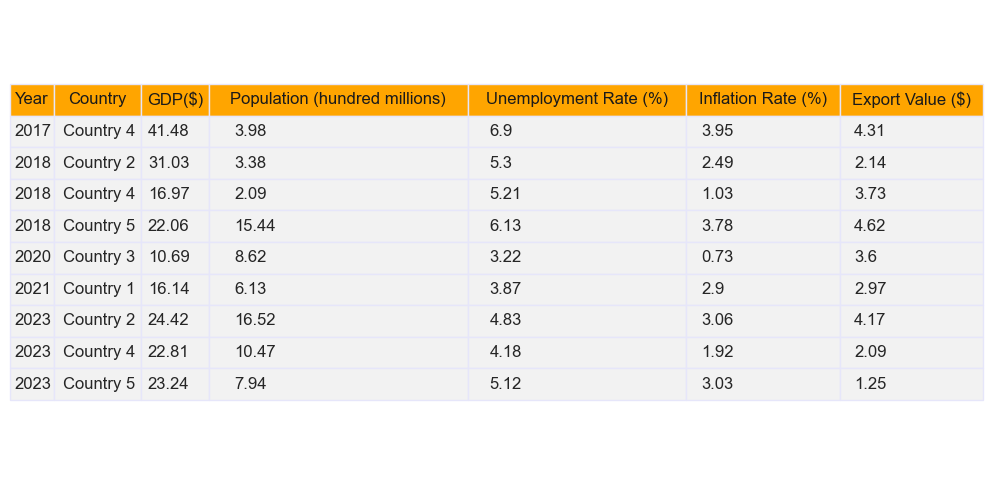 Year Country GDP($) Population (hundred millions) Unemployment Rate (%) Inflation Rate (%) Export Value ($)
2017 Country 4 41.48 3.98 6.9 3.95 4.31
2018 Country 2 31.03 3.38 5.3 2.49 2.14
2018 Country 4 16.97 2.09 5.21 1.03 3.73
2018 Country 5 22.06 15.44 6.13 3.78 4.62
2020 Country 3 10.69 8.62 3.22 0.73 3.6
2021 Country 1 16.14 6.13 3.87 2.9 2.97
2023 Country 2 24.42 16.52 4.83 3.06 4.17
2023 Country 4 22.81 10.47 4.18 1.92 2.09
2023 Country 5 23.24 7.94 5.12 3.03 1.25